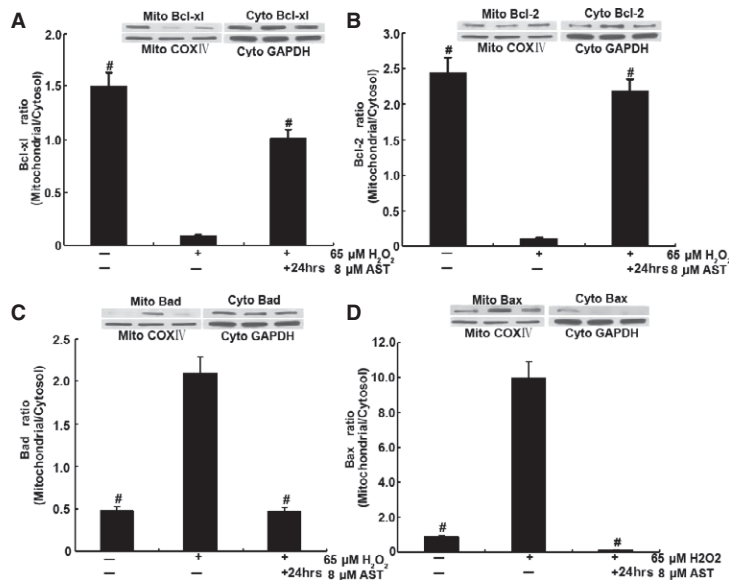 A
Mito Bcl-xl Cyto Bcl-xl
Mito COXIV Cyto GAPDH
Bcl-xl ratio
(Mitochondrial/Cytosol)
2.0
1.5
1.0
0.5
0.0
#
#
— + + 65 µM H₂O₂
— — +24hrs 8 µM AST
B
Mito Bcl-2 Cyto Bcl-2
Mito COXIV Cyto GAPDH
Bcl-2 ratio
(Mitochondrial/Cytosol)
3.0
2.5
2.0
1.5
1.0
0.5
0.0
#
#
— + + 65 µM H₂O₂
— — +24hrs 8 µM AST
C
Mito Bad Cyto Bad
Mito COXIV Cyto GAPDH
Bad ratio
(Mitochondrial/Cytosol)
2.5
2.0
1.5
1.0
0.5
0
#
#
— + + 65 µM H₂O₂
— — +24hrs 8 µM AST
D
Mito Bax Cyto Bax
Mito COXIV Cyto GAPDH
Bax ratio
(Mitochondrial/Cytosol)
10.0
8.0
6.0
4.0
2.0
0.0
#
#
— + + 65 µM H2O2
— — +24hrs 8 µM AST